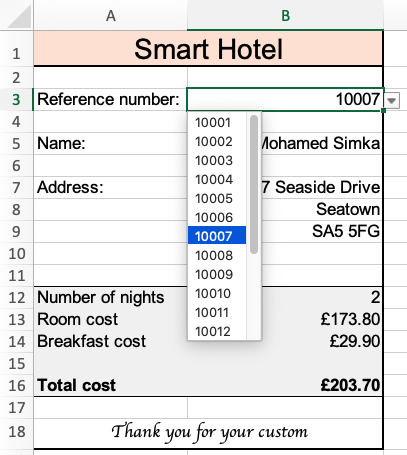 A B
1 Smart Hotel
2
3 Reference number: 10007
4 10001
10002
5 Name: Mohamed Simka
10003
6 10004
7 Address: 7 Seaside Drive
10005
8 10006 Seatown
9 10007 SA5 5FG
10 10008
11 10009
12 Number of nights 10010 2
13 Room cost 10011 £173.80
14 Breakfast cost 10012 £29.90
15
16 Total cost £203.70
17
18 Thank you for your custom